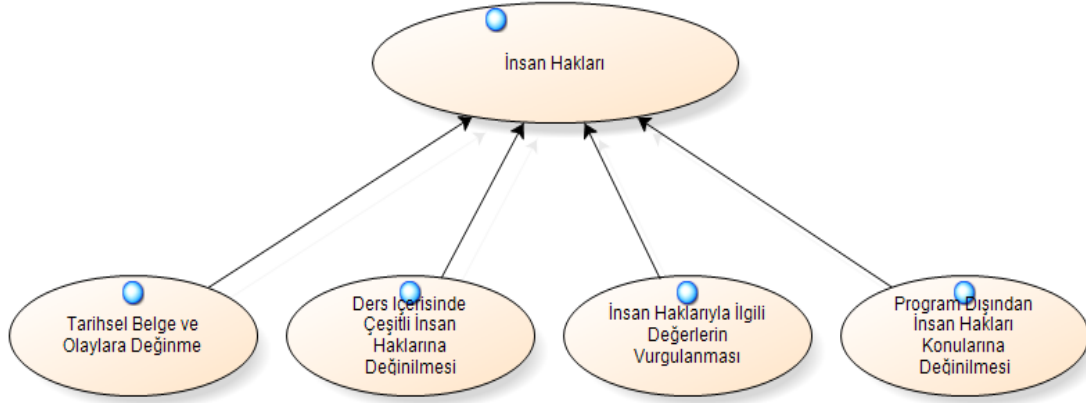 İnsan Hakları
Tarihsel Belge ve
Olaylara Değinme
Ders İçerisinde
Çeşitli İnsan
Haklarına
Değinilmesi
İnsan Haklarıyla İlgili
Değerlerin
Vurgulanması
Program Dışından
İnsan Hakları
Konularına
Değinilmesi